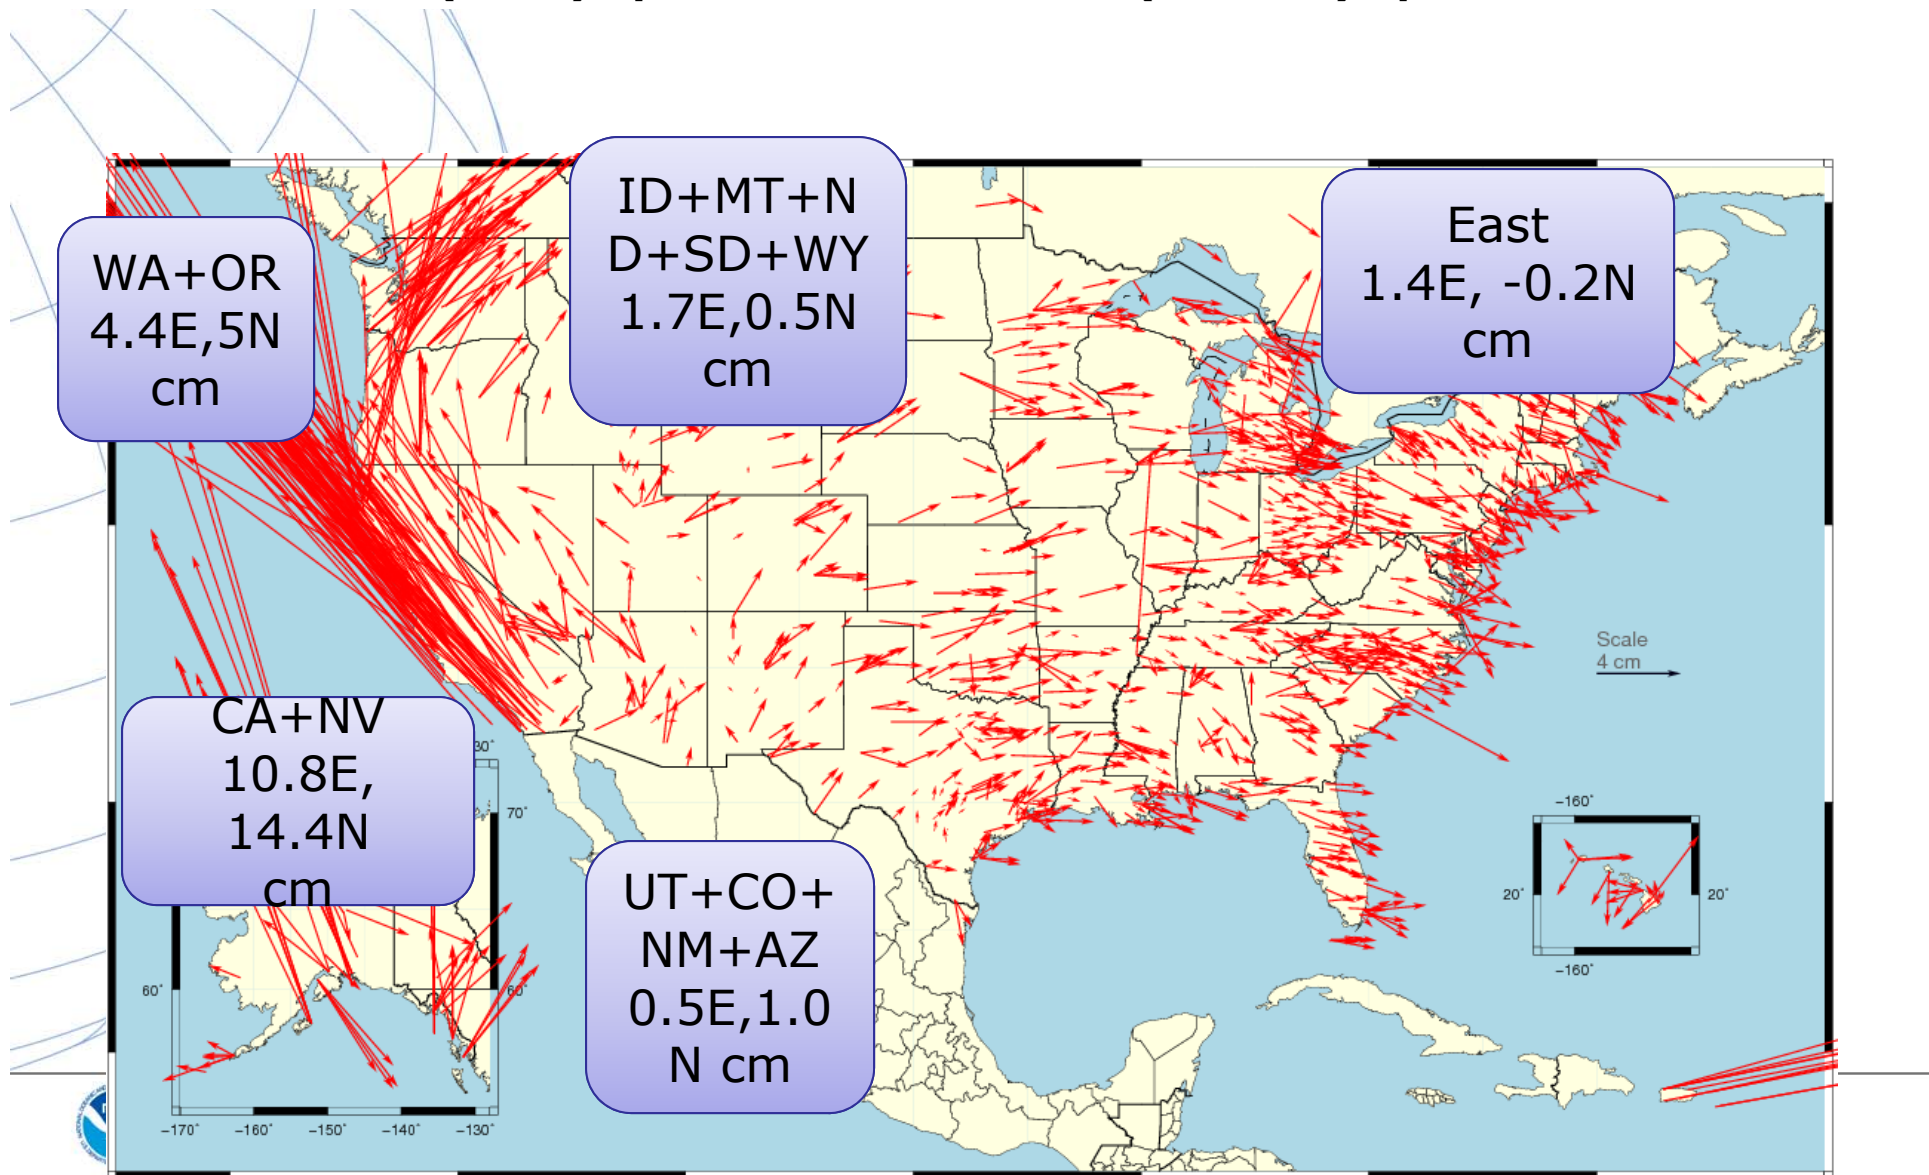 WA+OR
4.4E,5N
cm
ID+MT+N
D+SD+WY
1.7E,0.5N
cm
East
1.4E, -0.2N
cm
Scale
4 cm
CA+NV
10.8E,
14.4N
cm
30°
70°
60°
60°
−170°
−160°
−150°
−140°
−130°
UT+CO+
NM+AZ
0.5E,1.0
N cm
−160°
20°
20°
−160°